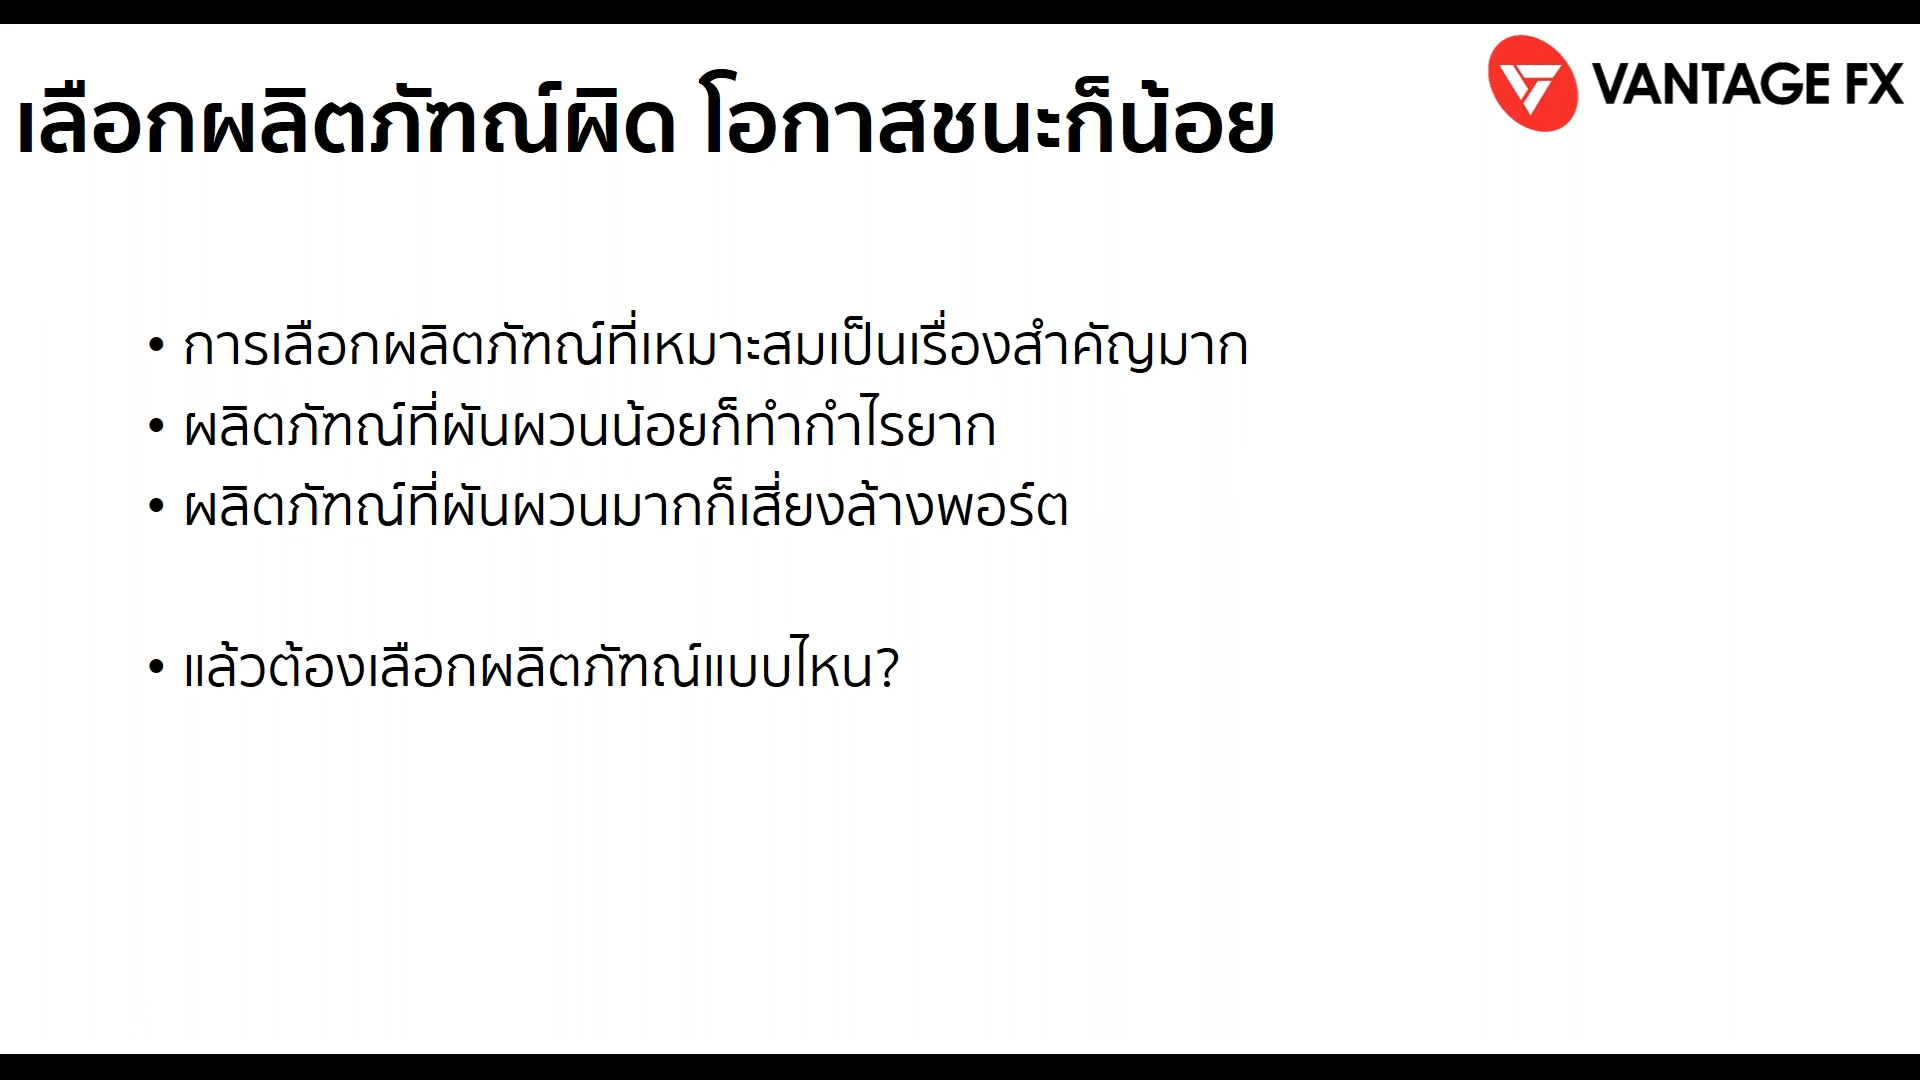 เลือกผลิตภัฑณ์ผิด โอกาสชนะก็น้อย
VANTAGE FX
• การเลือกผลิตภัฑณ์ที่เหมาะสมเป็นเรื่องสำคัญมาก
• ผลิตภัฑณ์ที่ผันผวนน้อยก็ทำกำไรยาก
• ผลิตภัฑณ์ที่ผันผวนมากก็เสี่ยงล้างพอร์ต
• แล้วต้องเลือกผลิตภัฑณ์แบบไหน?